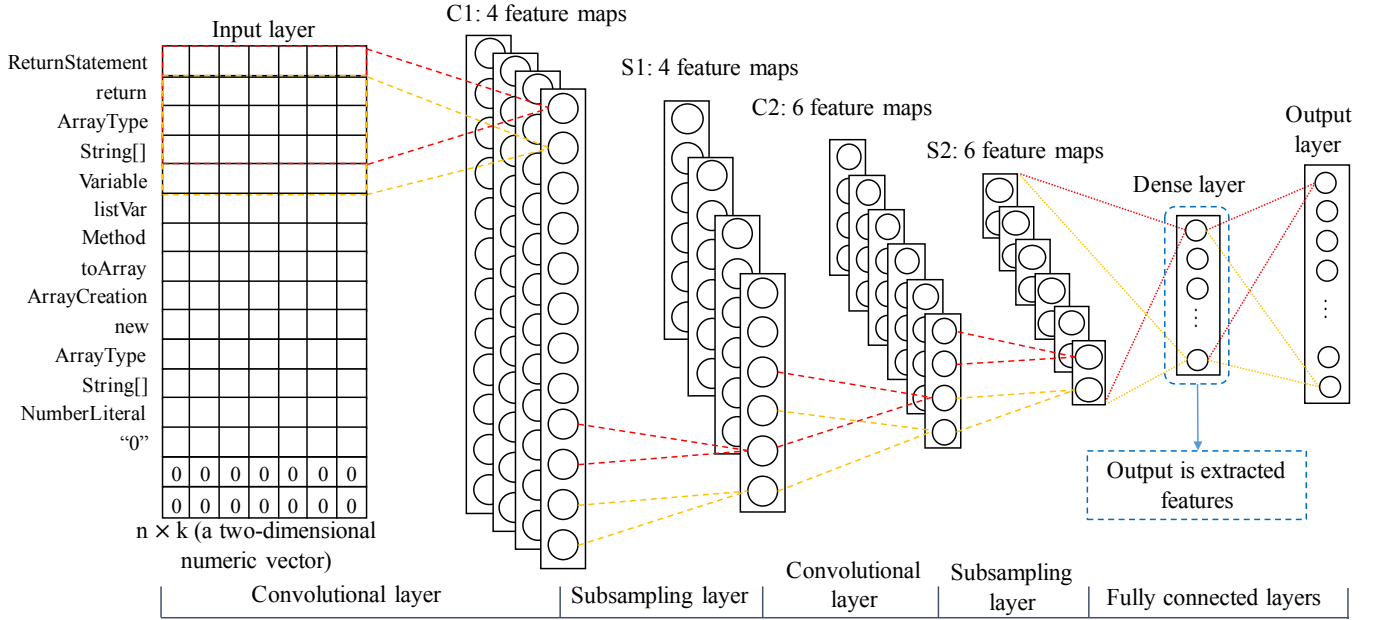 C1: 4 feature maps
Input layer
S1: 4 feature maps
C2: 6 feature maps
S2: 6 feature maps
Output
layer
Dense layer
ReturnStatement
return
ArrayType
String[]
Variable
listVar
Method
toArray
ArrayCreation
new
ArrayType
String[]
NumberLiteral
“0”
0 0 0 0 0 0 0
0 0 0 0 0 0 0
n × k (a two-dimensional
numeric vector)
...
...
Output is extracted
features
Convolutional layer
Subsampling layer
Convolutional
layer
Subsampling
layer
Fully connected layers